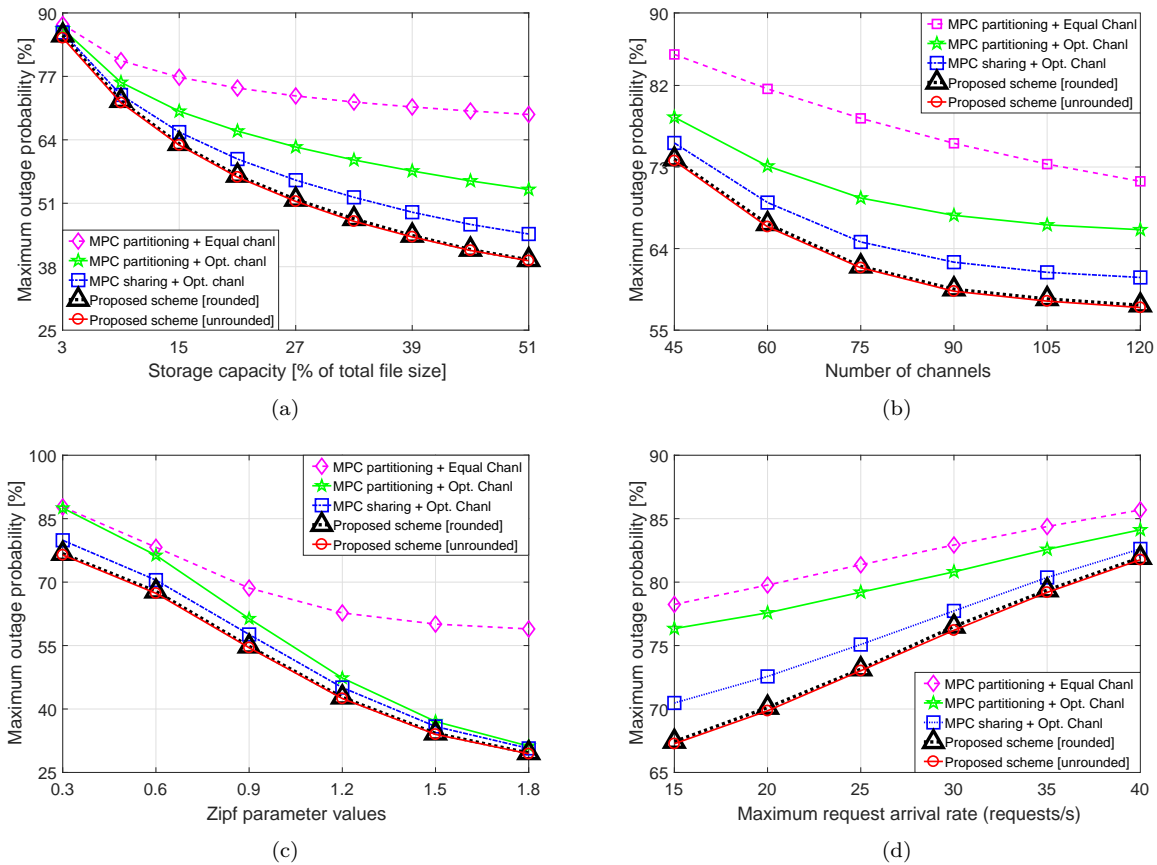 90
77
64
51
38
25
3
15
27
39
51
Maximum outage probability [%]
Storage capacity [% of total file size]
MPC partitioning + Equal chanl
MPC partitioning + Opt. chanl
MPC sharing + Opt. chanl
Proposed scheme [rounded]
Proposed scheme [unrounded]
(a)
90
82
73
64
55
45
60
75
90
105
120
Maximum outage probability [%]
Number of channels
MPC partitioning + Equal Chanl
MPC partitioning + Opt. Chanl
MPC sharing + Opt. Chanl
Proposed scheme [rounded]
Proposed scheme [unrounded]
(b)
100
85
70
55
40
25
0.3
0.6
0.9
1.2
1.5
1.8
Maximum outage probability [%]
Zipf parameter values
MPC partitioning + Equal Chanl
MPC partitioning + Opt. Chanl
MPC sharing + Opt. Chanl
Proposed scheme [rounded]
Proposed scheme [unrounded]
(c)
90
85
80
75
70
65
15
20
25
30
35
40
Maximum outage probability [%]
Maximum request arrival rate (requests/s)
MPC partitioning + Equal Chanl
MPC partitioning + Opt. Chanl
MPC sharing + Opt. Chanl
Proposed scheme [rounded]
Proposed scheme [unrounded]
(d)